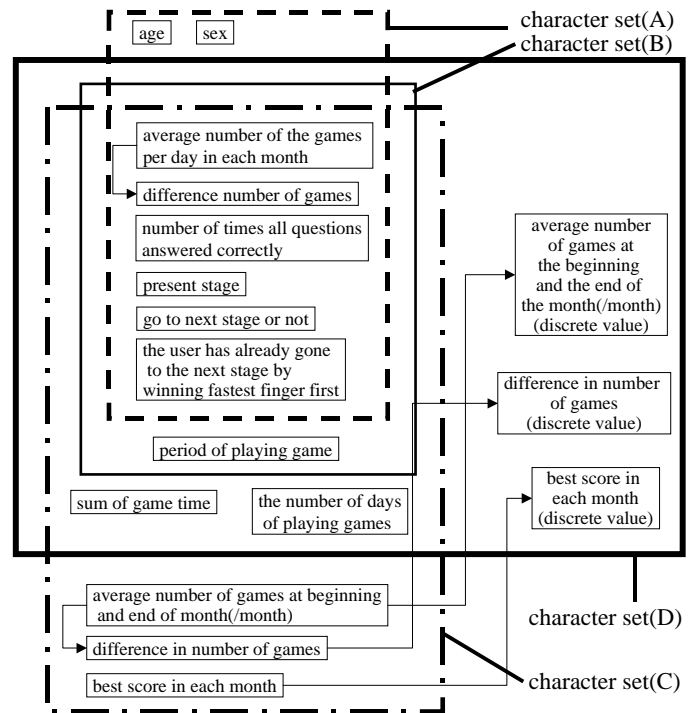 character set(A)
age
sex
character set(B)
average number of the games
per day in each month
difference number of games
number of times all questions
answered correctly
present stage
go to next stage or not
the user has already gone
to the next stage by
winning fastest finger first
period of playing game
sum of game time
the number of days
of playing games
average number
of games at
the beginning
and the end of
the month(/month)
(discrete value)
difference in number
of games
(discrete value)
best score in
each month
(discrete value)
average number of games at beginning
and end of month(/month)
difference in number of games
best score in each month
character set(D)
character set(C)